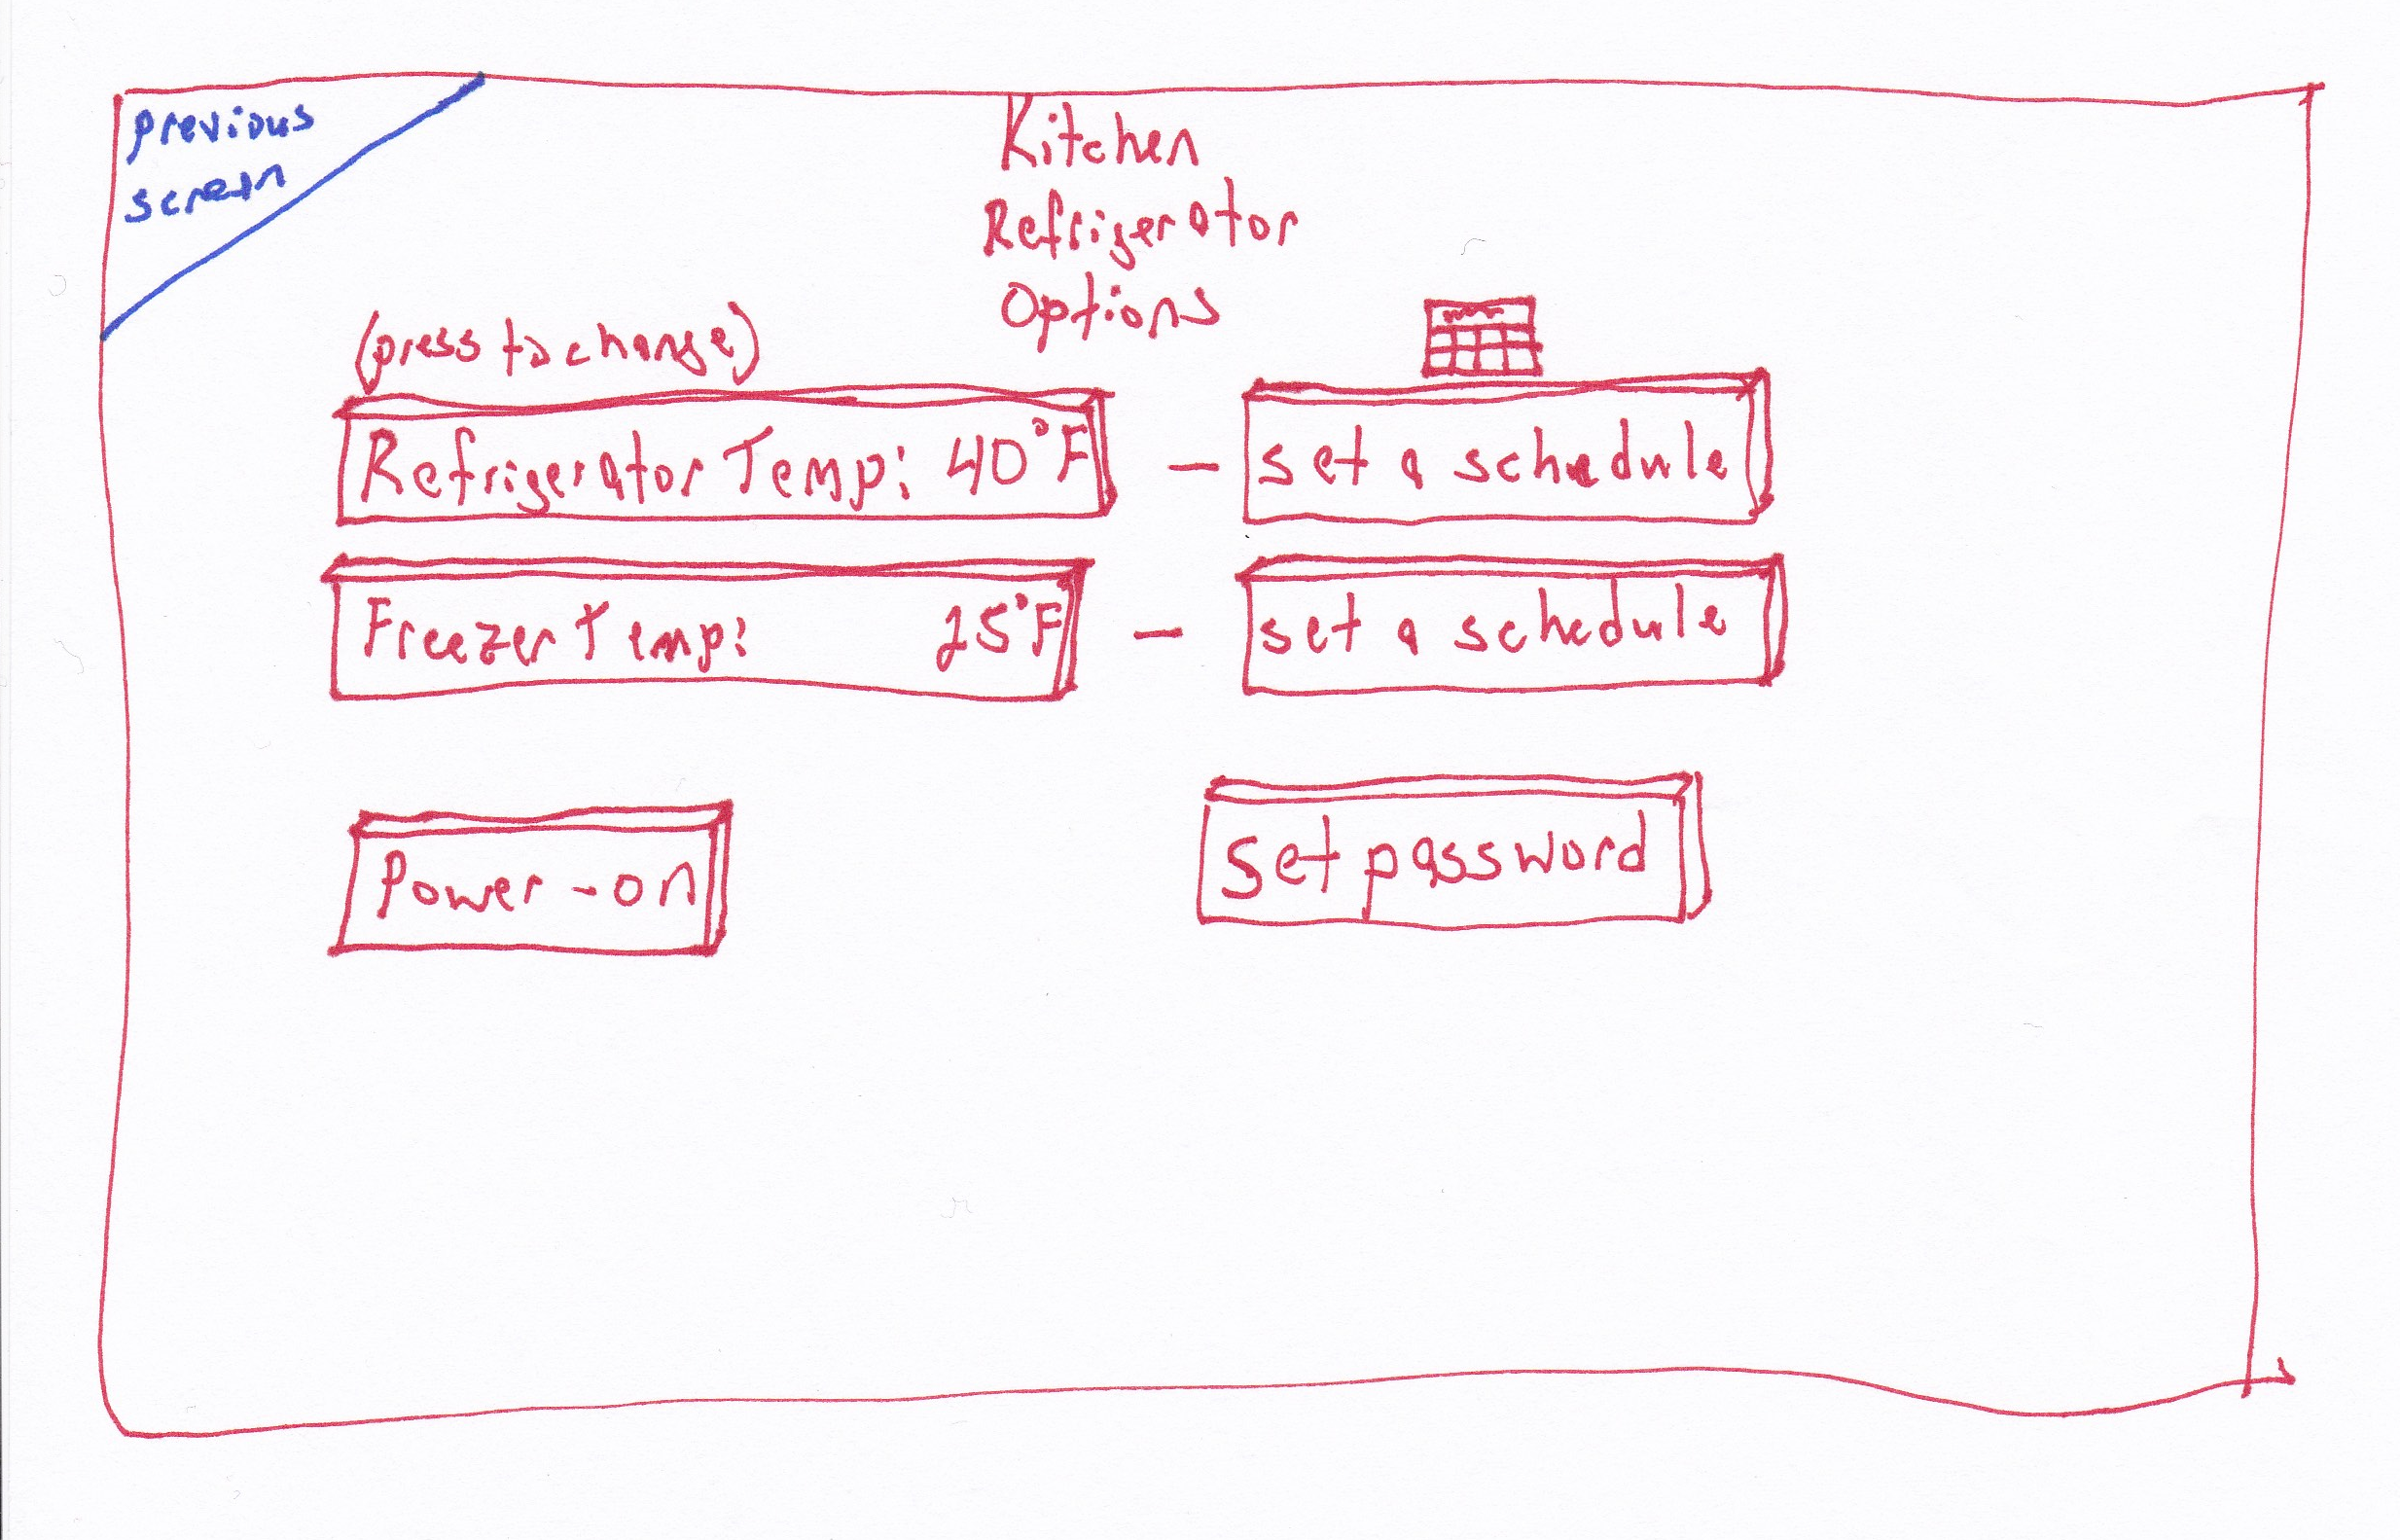 previous
screen
Kitchen
Refrigerator
Options
(press to change)
Refrigerator Temp: 40°F - set a schedule
Freezer Temp: 25°F - set a schedule
Power - on
set password